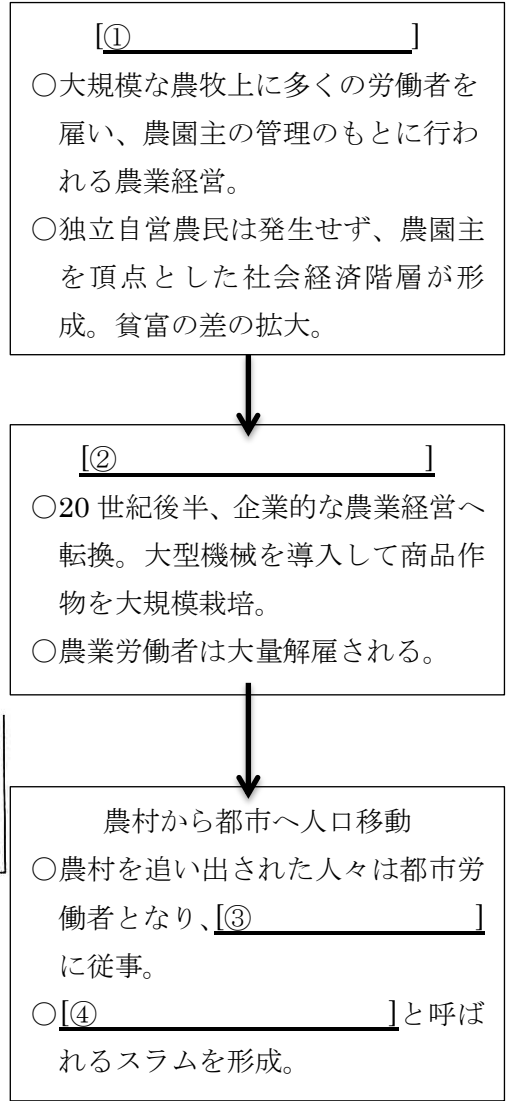 [①]
○大規模な農牧上に多くの労働者を
雇い、農園主の管理のもとに行わ
れる農業経営。
○独立自営農民は発生せず、農園主
を頂点とした社会経済階層が形
成。貧富の差の拡大。
[②]
○20世紀後半、企業的な農業経営へ
転換。大型機械を導入して商品作
物を大規模栽培。
○農業労働者は大量解雇される。
農村から都市へ人口移動
○農村を追い出された人々は都市労
働者となり、[③]
に従事。
○[④]と呼ば
れるスラムを形成。